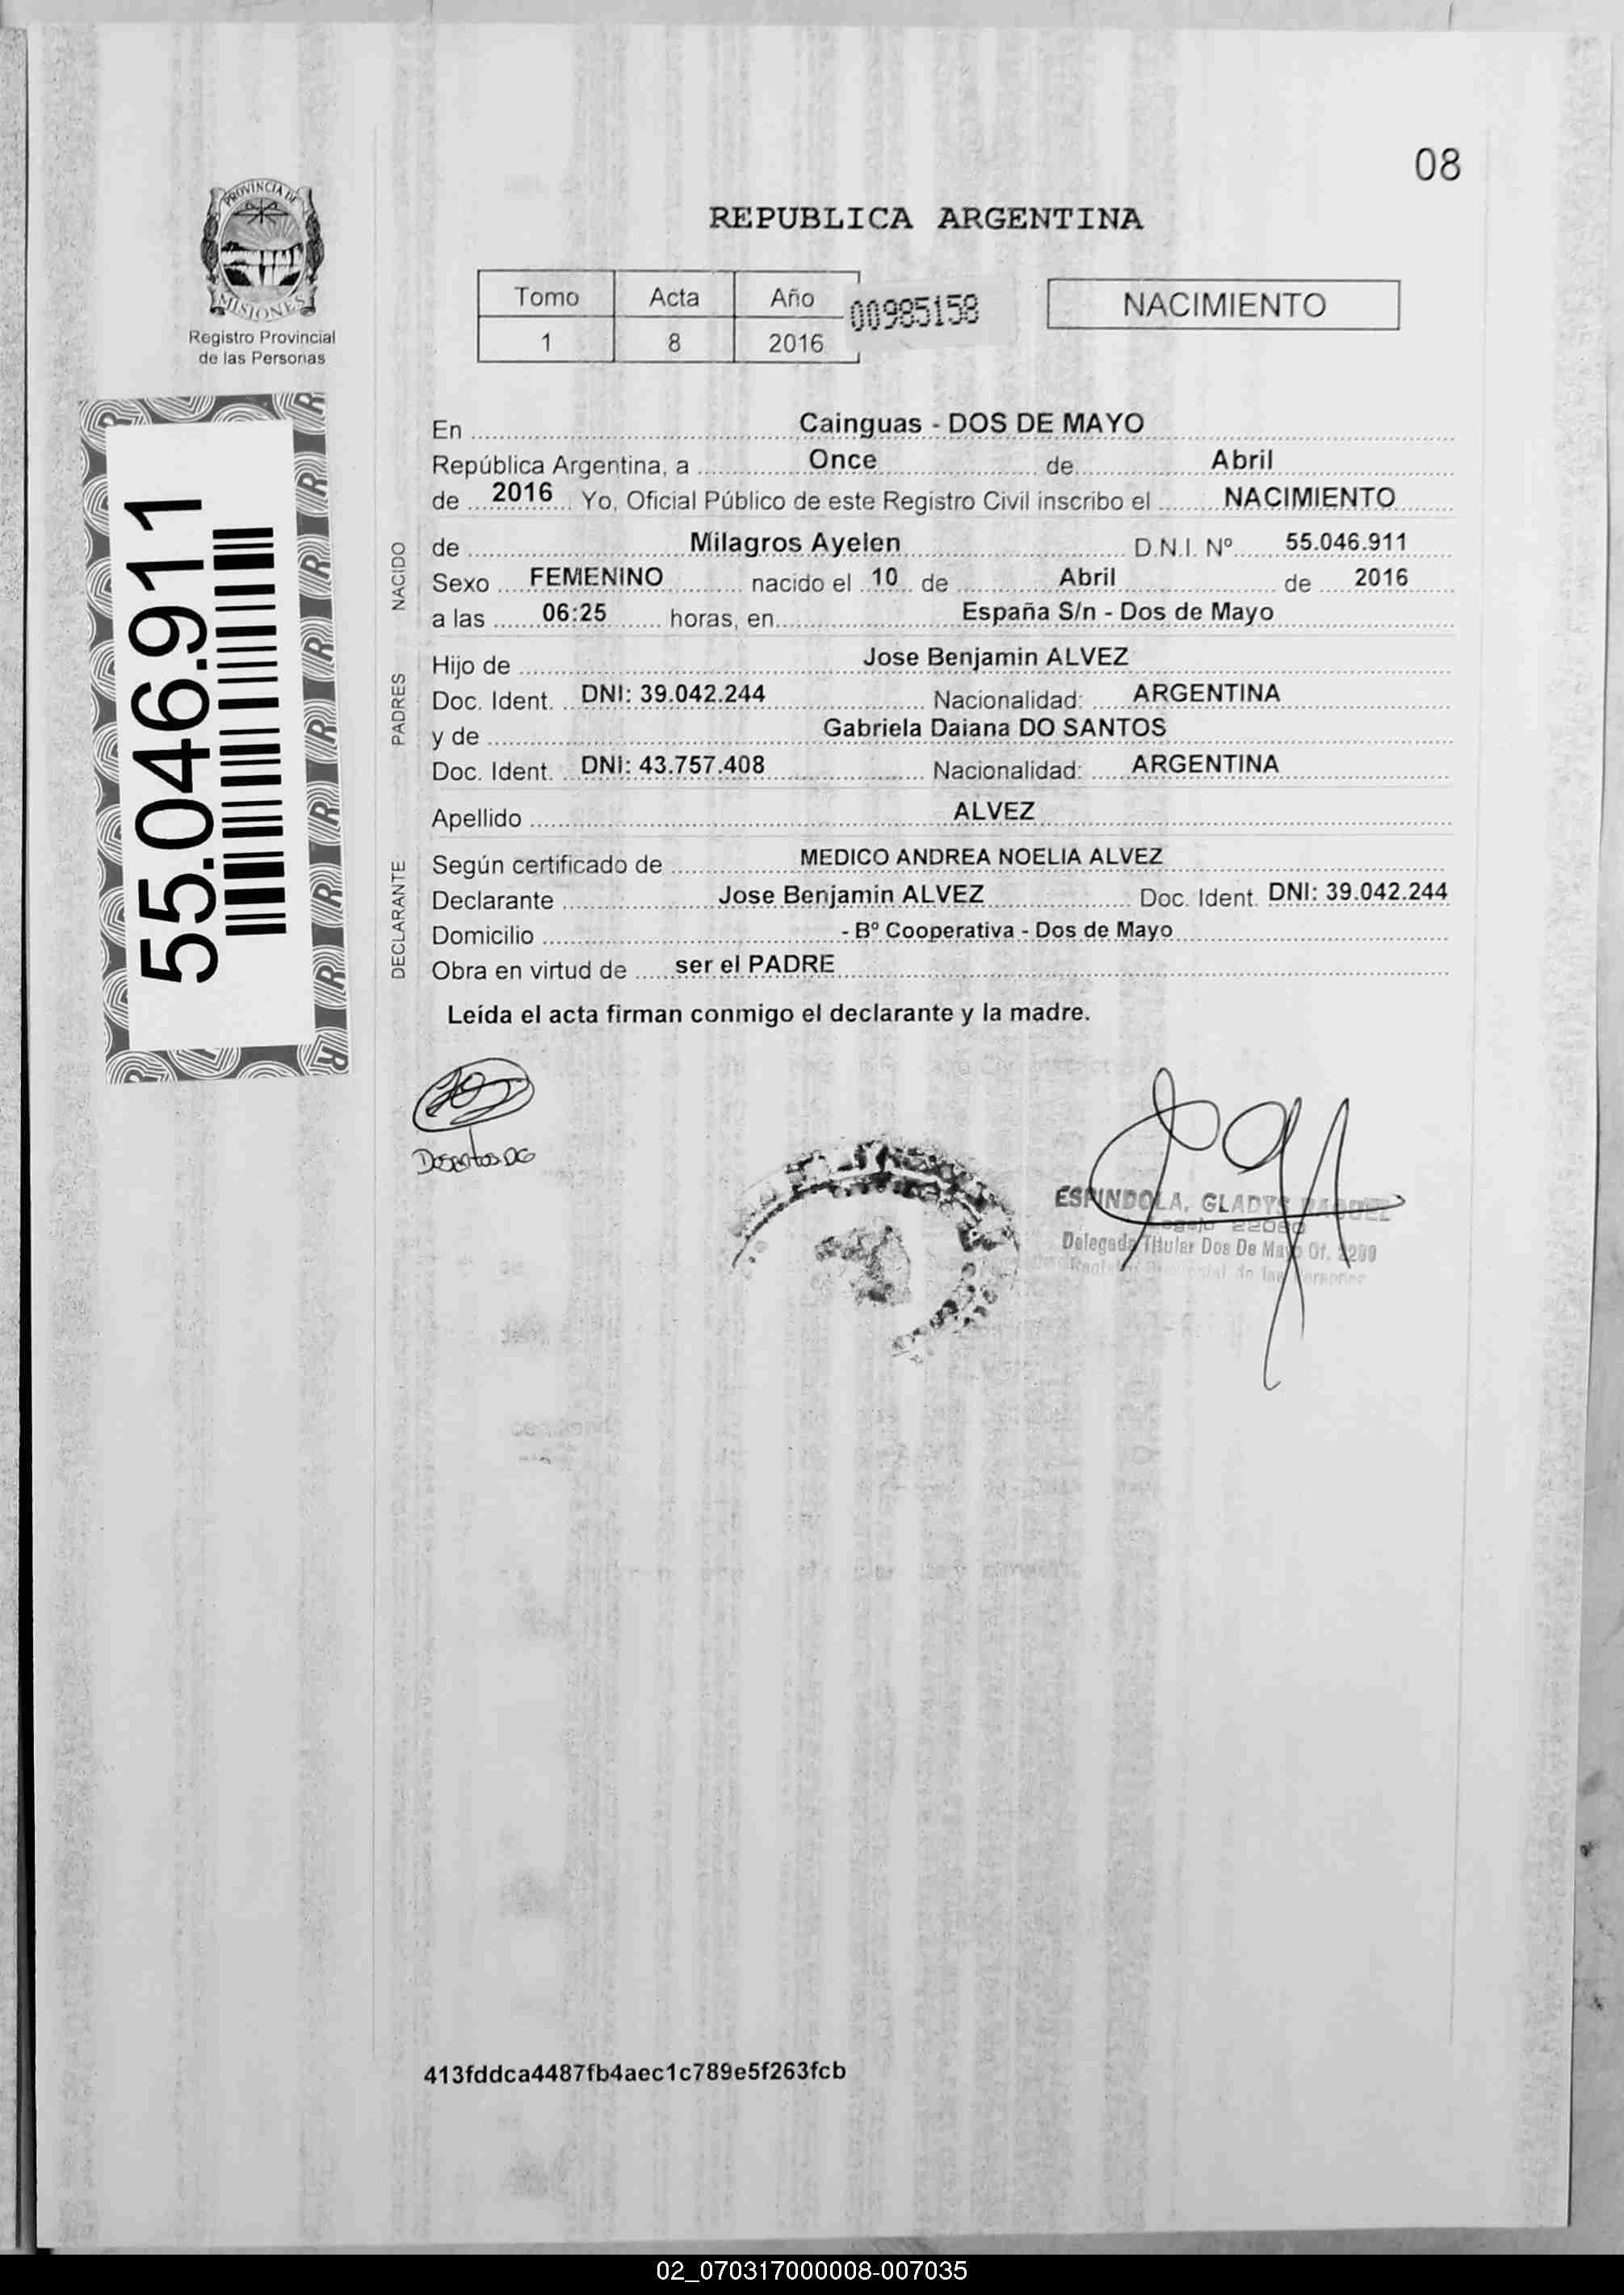 08
PROVINCIA DE
MISIONES
Registro Provincial
de las Personas
REPUBLICA ARGENTINA
Tomo Acta Año
1 8 2016
00985158
NACIMIENTO
55.046.911
En Cainguas - DOS DE MAYO
República Argentina, a Once de Abril
de 2016 Yo, Oficial Público de este Registro Civil inscribo el NACIMIENTO
NACIDO
de Milagros Ayelen D.N.I. Nº 55.046.911
Sexo FEMENINO nacido el 10 de Abril de 2016
a las 06:25 horas, en España S/n - Dos de Mayo
PADRES
Hijo de Jose Benjamin ALVEZ
Doc. Ident. DNI: 39.042.244 Nacionalidad: ARGENTINA
y de Gabriela Daiana DO SANTOS
Doc. Ident. DNI: 43.757.408 Nacionalidad: ARGENTINA
Apellido ALVEZ
DECLARANTE
Según certificado de MEDICO ANDREA NOELIA ALVEZ
Declarante Jose Benjamin ALVEZ Doc. Ident. DNI: 39.042.244
Domicilio - Bº Cooperativa - Dos de Mayo
Obra en virtud de ser el PADRE
Leída el acta firman conmigo el declarante y la madre.
ESPINDOLA, GLADYS RAQUEL
Delegada Titular Dos De Mayo Of. 2299
413fddca4487fb4aec1c789e5f263fcb
02_070317000008-007035